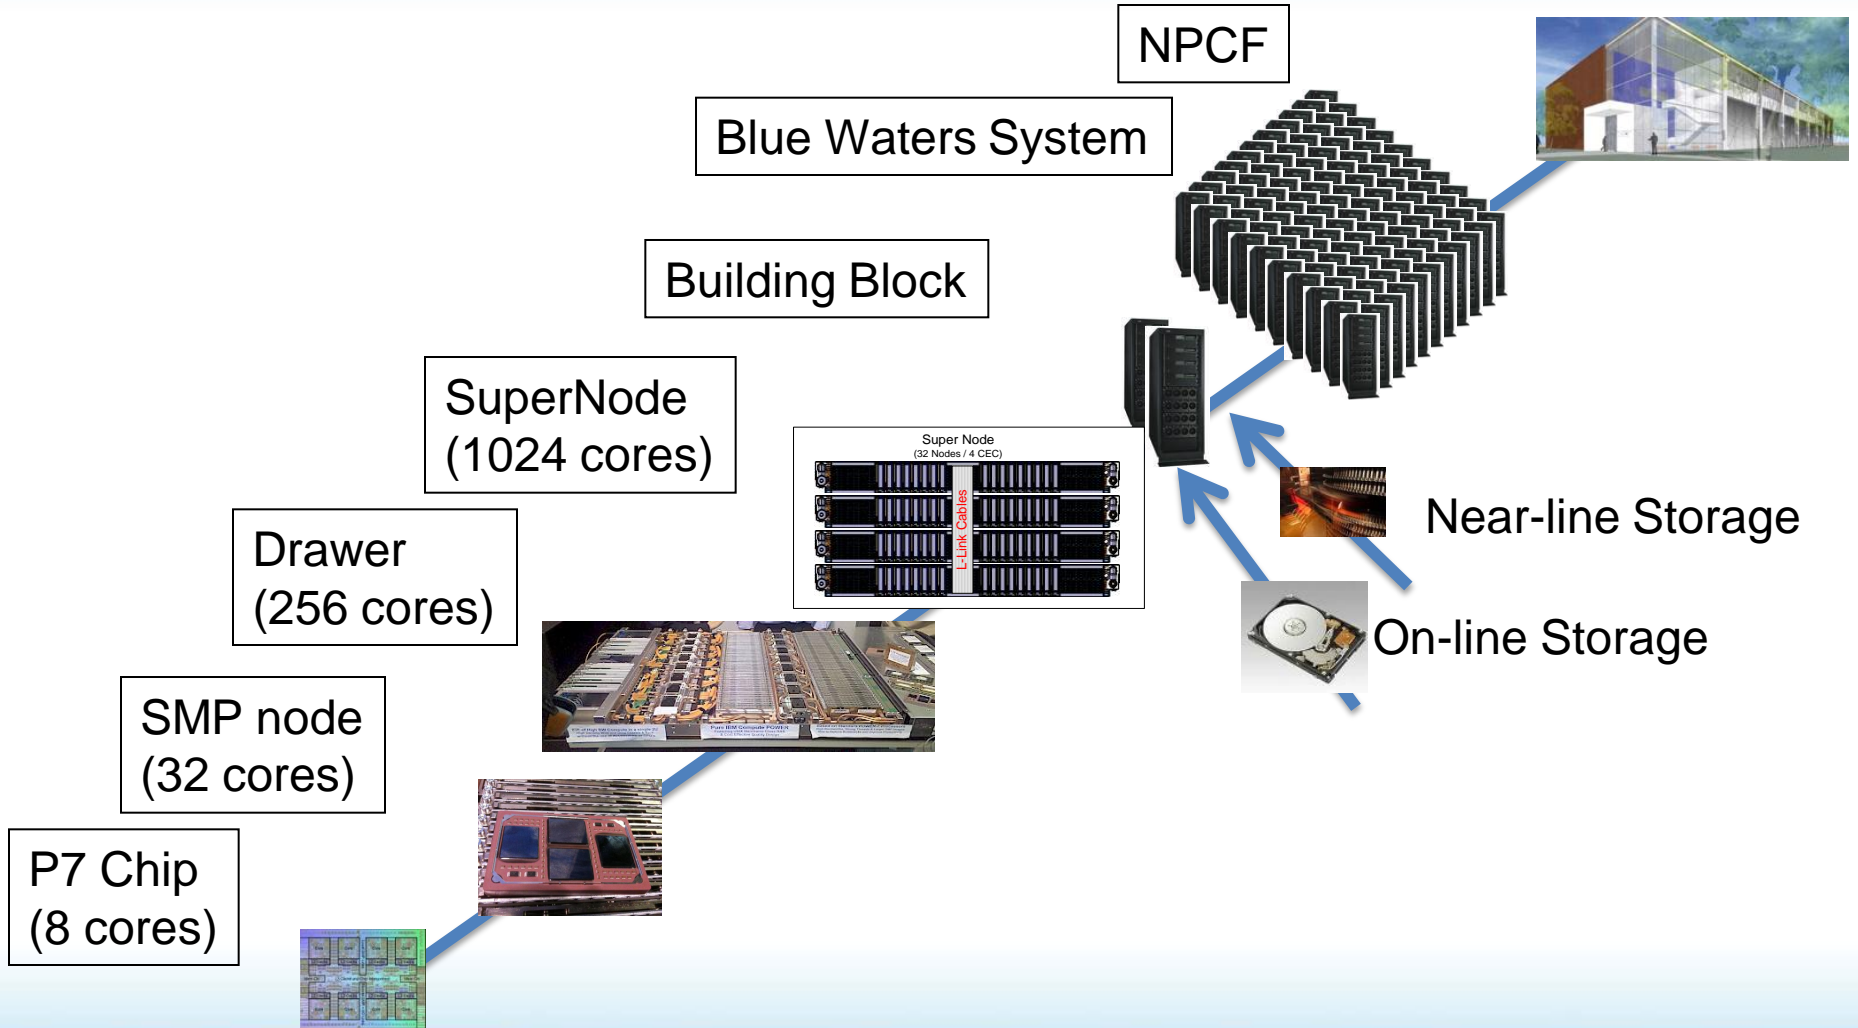 NPCF
Blue Waters System
Building Block
SuperNode
(1024 cores)
Super Node
(32 Nodes / 4 CEC)
L-Link Cables
Near-line Storage
Drawer
(256 cores)
On-line Storage
SMP node
(32 cores)
P7 Chip
(8 cores)